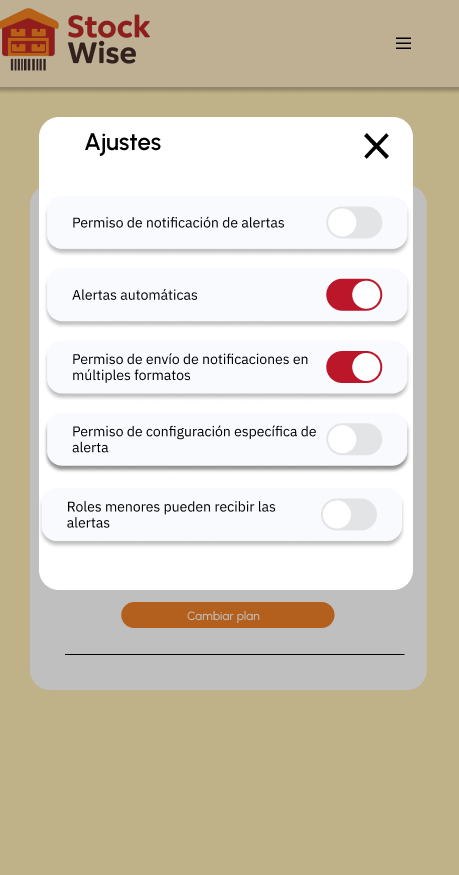 Stock
Wise
Ajustes
Permiso de notificación de alertas
Alertas automáticas
Permiso de envío de notificaciones en
múltiples formatos
Permiso de configuración específica de
alerta
Roles menores pueden recibir las
alertas
Cambiar plan